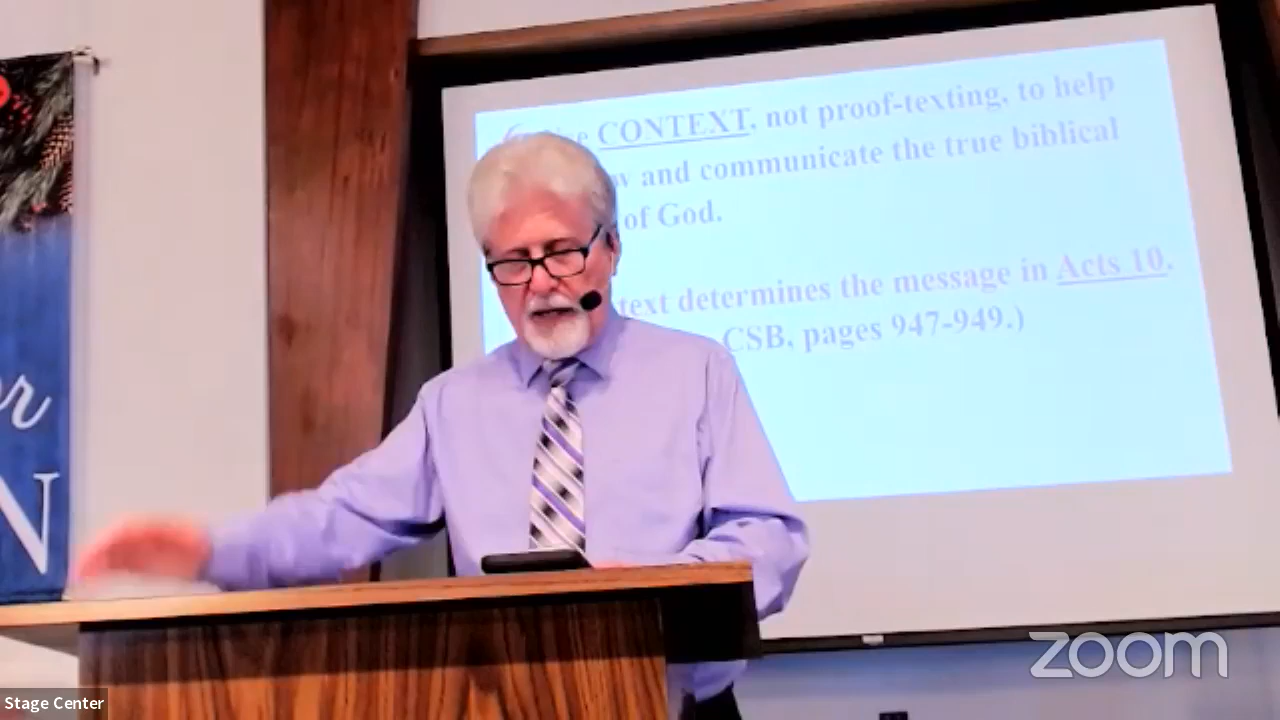 CONTEXT, not proof-texting, to help
and communicate the true biblical
of God.
text determines the message in Acts 10.
CSB, pages 947-949.)
or
N
zoom
Stage Center